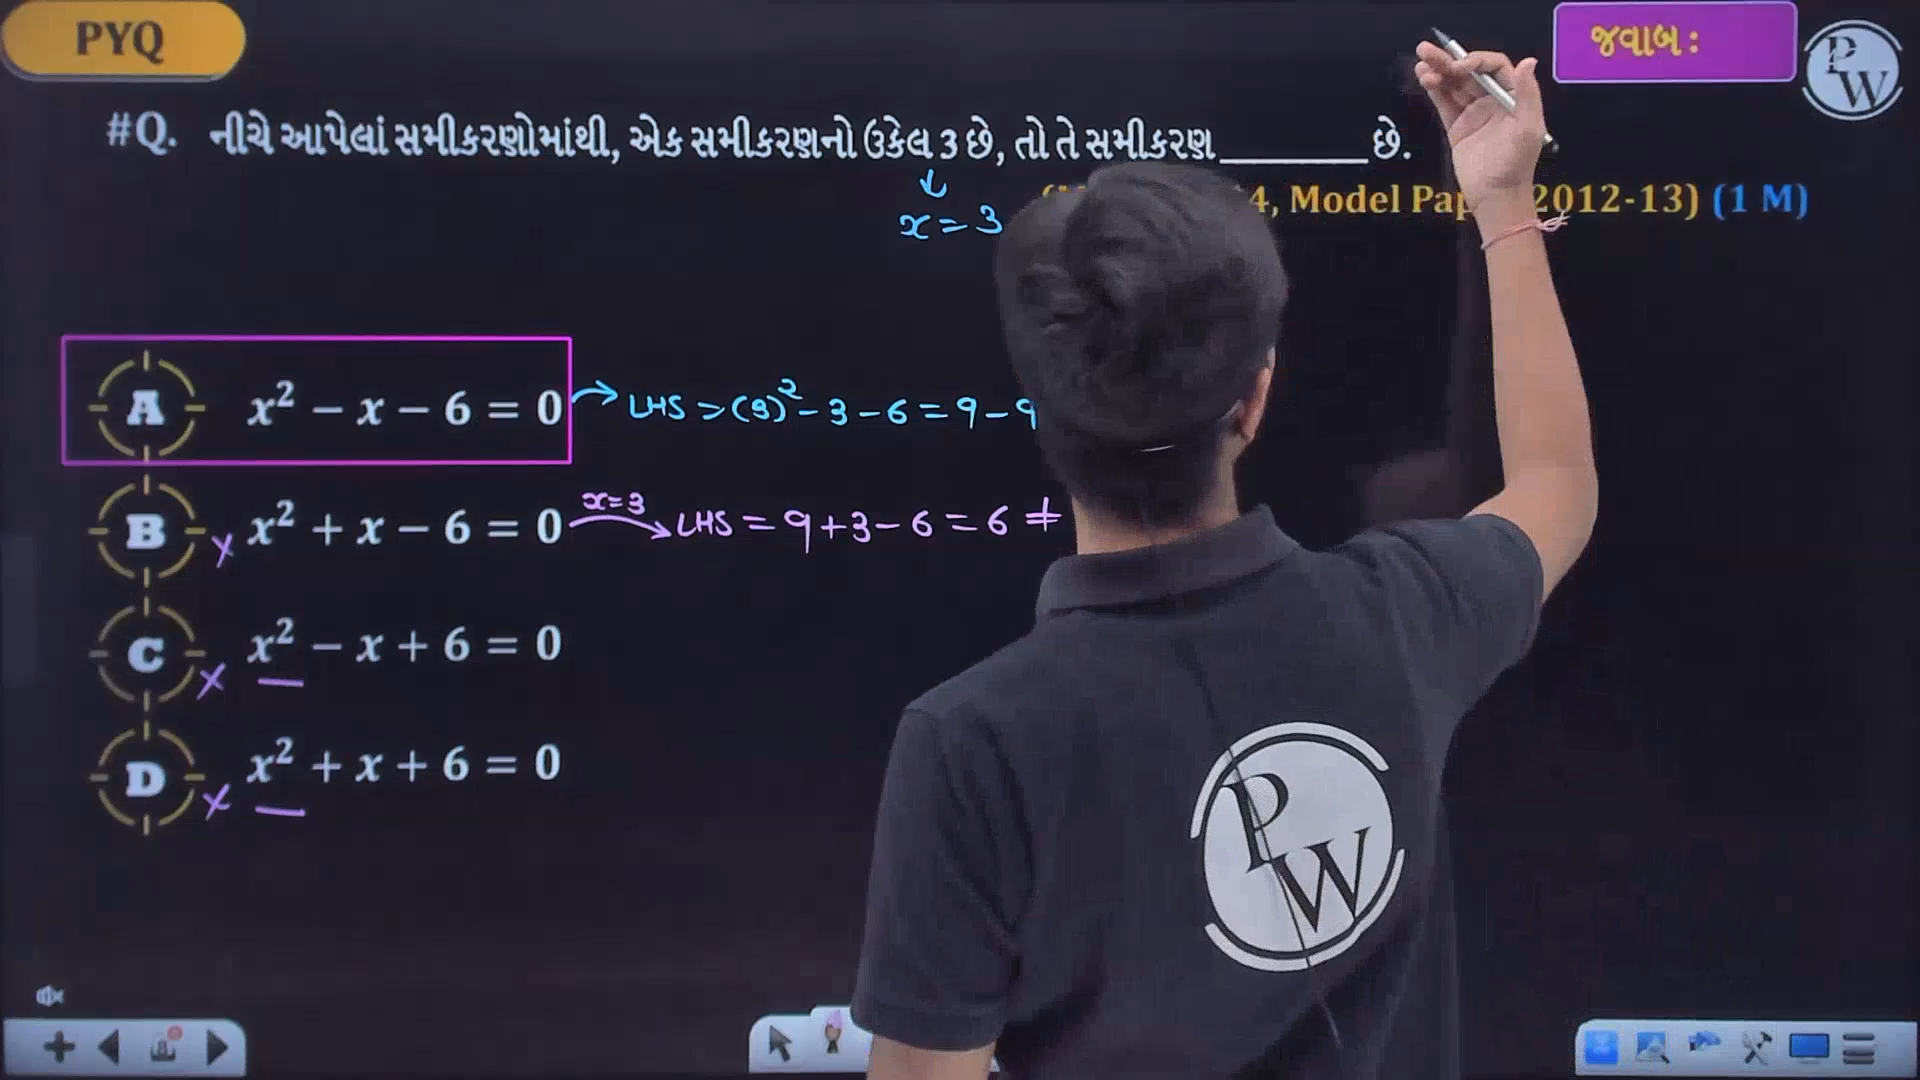 PYQ
જવાબ :
PW
#Q. નીચે આપેલાં સમીકરણોમાંથી, એક સમીકરણનો ઉકેલ 3 છે, તો તે સમીકરણ ________ છે.
4, Model Pap 2012-13) (1 M)
x = 3
A x² − x − 6 = 0 → LHS = (3)² − 3 − 6 = 9 − 9
B x² + x − 6 = 0 x=3 → LHS = 9 + 3 − 6 = 6 ≠
C x² − x + 6 = 0
D x² + x + 6 = 0
PW